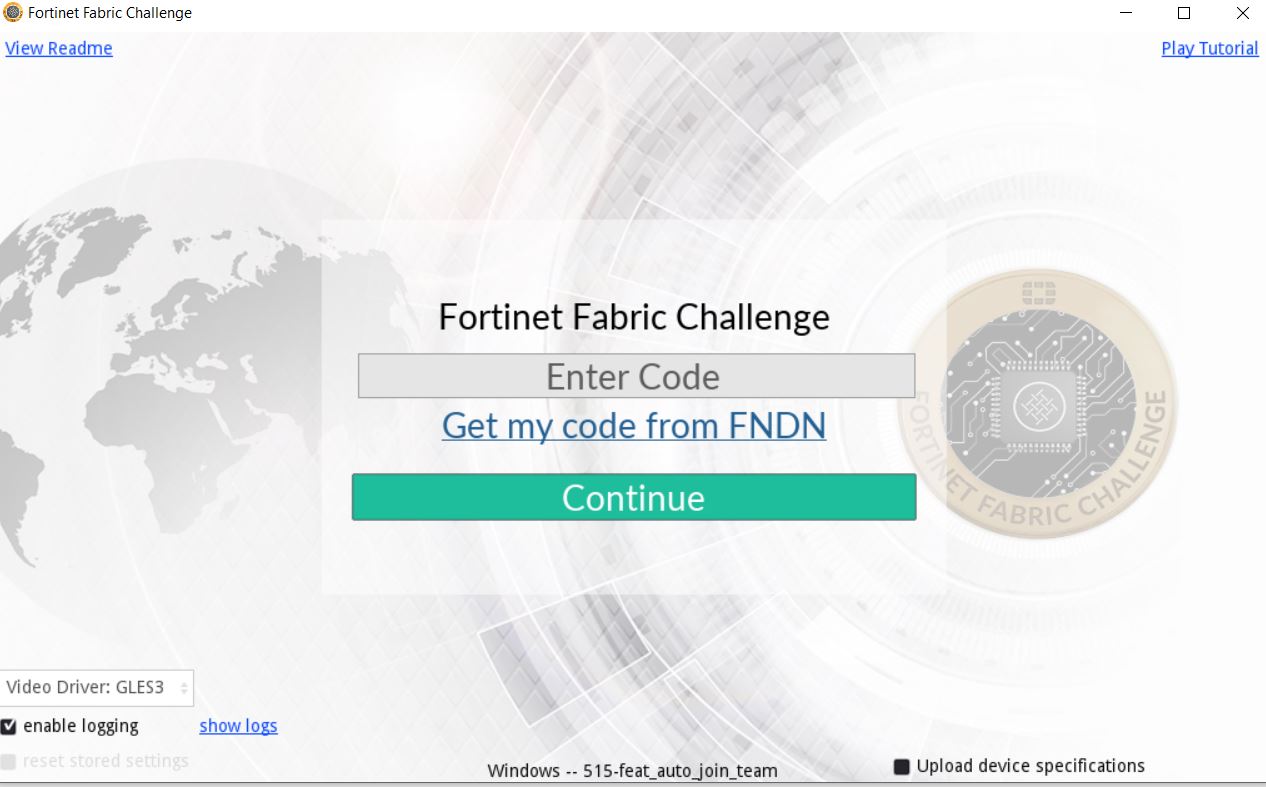 Fortinet Fabric Challenge
View Readme
Play Tutorial
Fortinet Fabric Challenge
Enter Code
Get my code from FNDN
Continue
FORTINET FABRIC CHALLENGE
Video Driver: GLES3
enable logging
show logs
reset stored settings
Windows -- 515-feat_auto_join_team
Upload device specifications